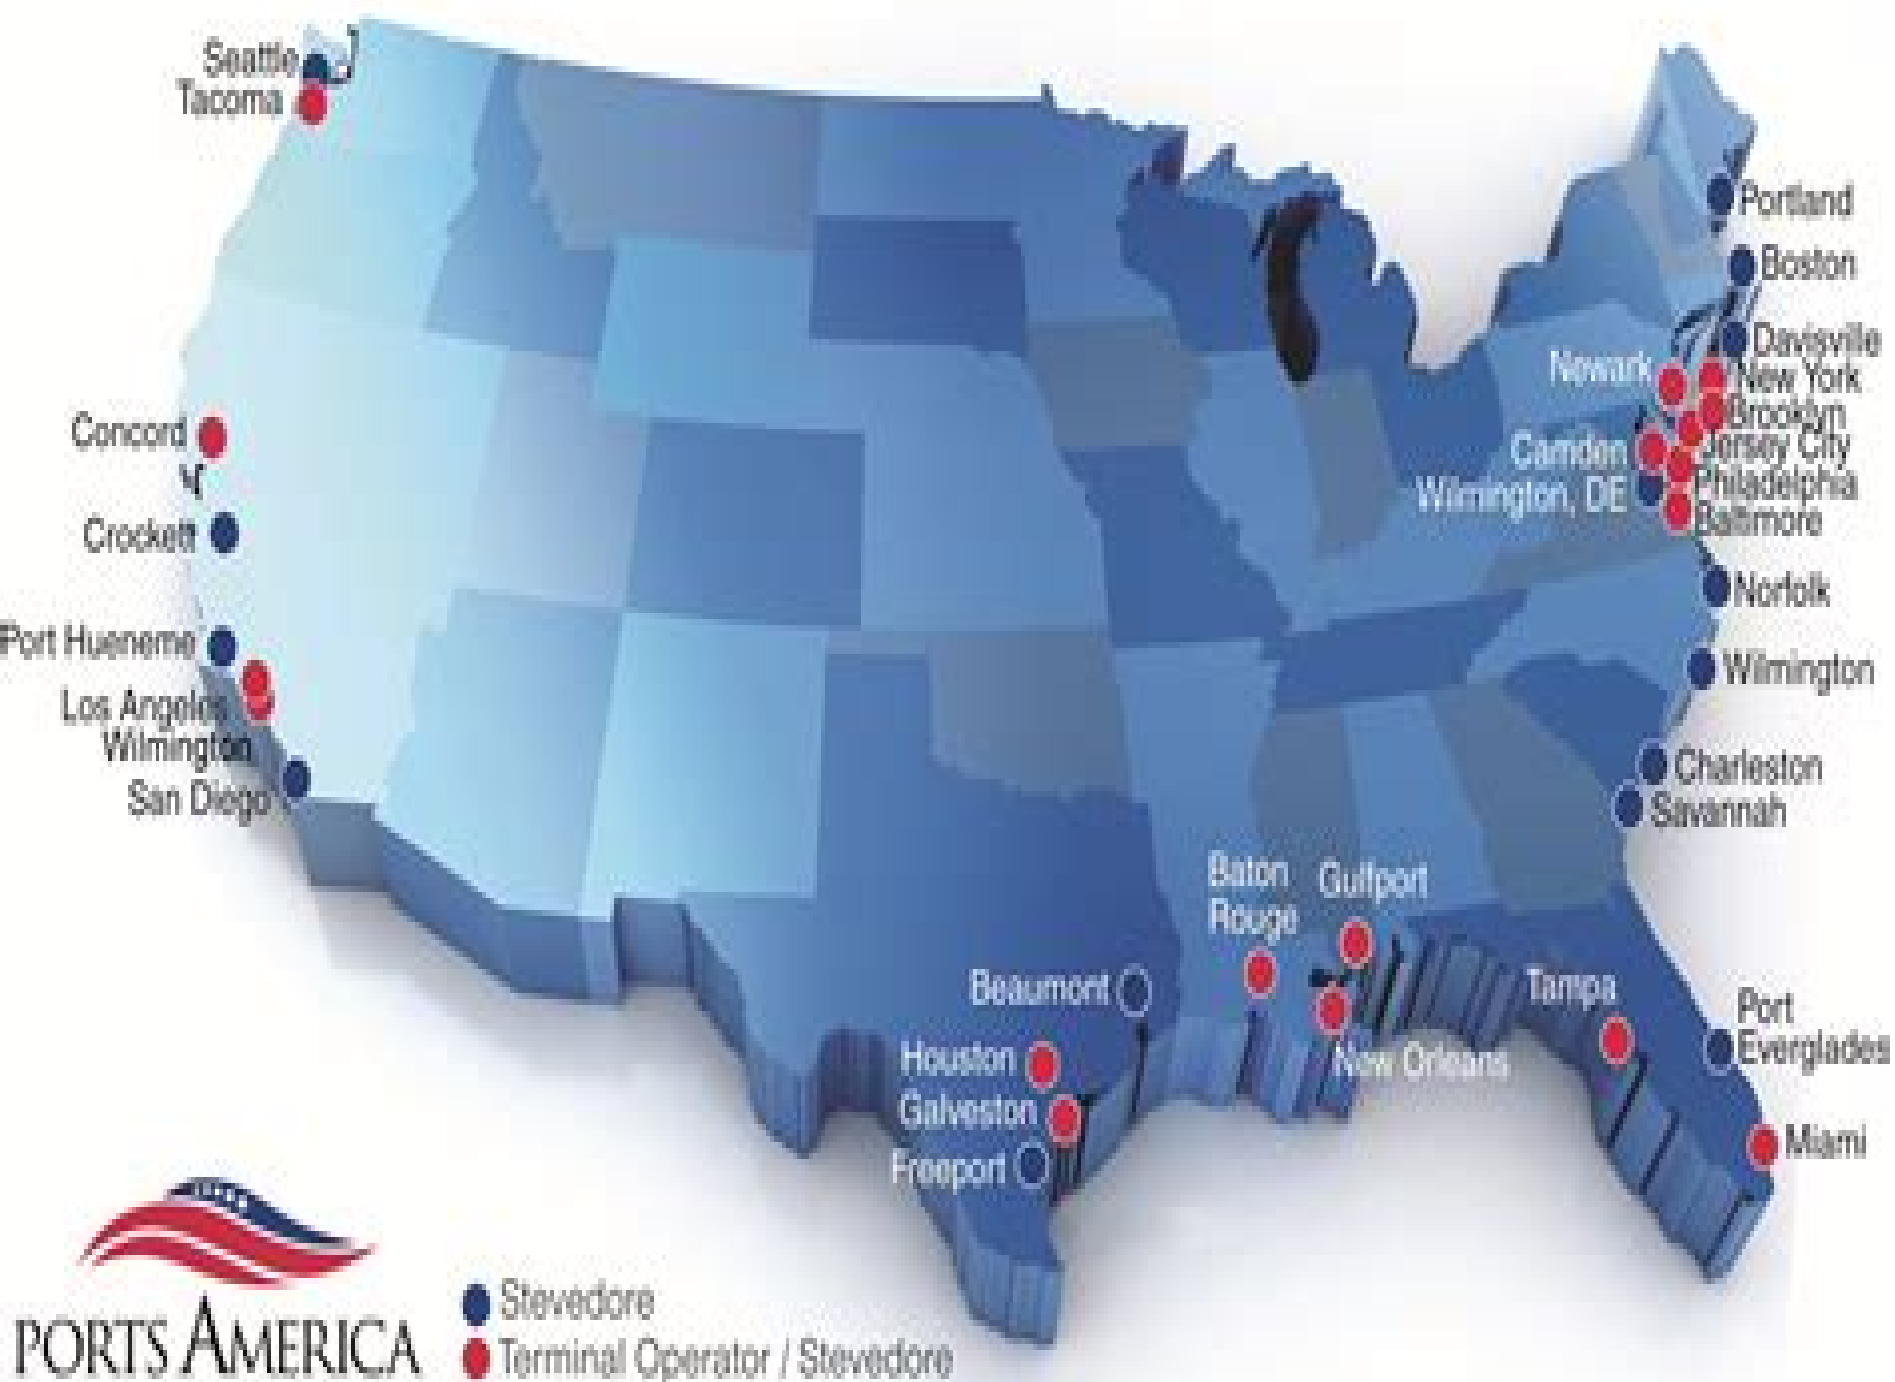 Seattle
Tacoma
Concord
Crockett
Port Hueneme
Los Angeles
Wilmington
San Diego
Portland
Boston
Davisville
Newark
New York
Brooklyn
Jersey City
Camden
Philadelphia
Wilmington, DE
Baltimore
Norfolk
Wilmington
Charleston
Savannah
Baton
Rouge
Gulfport
Beaumont
New Orleans
Houston
Galveston
Freeport
Tampa
Port
Everglades
Miami
PORTS AMERICA
Stevedore
Terminal Operator / Stevedore